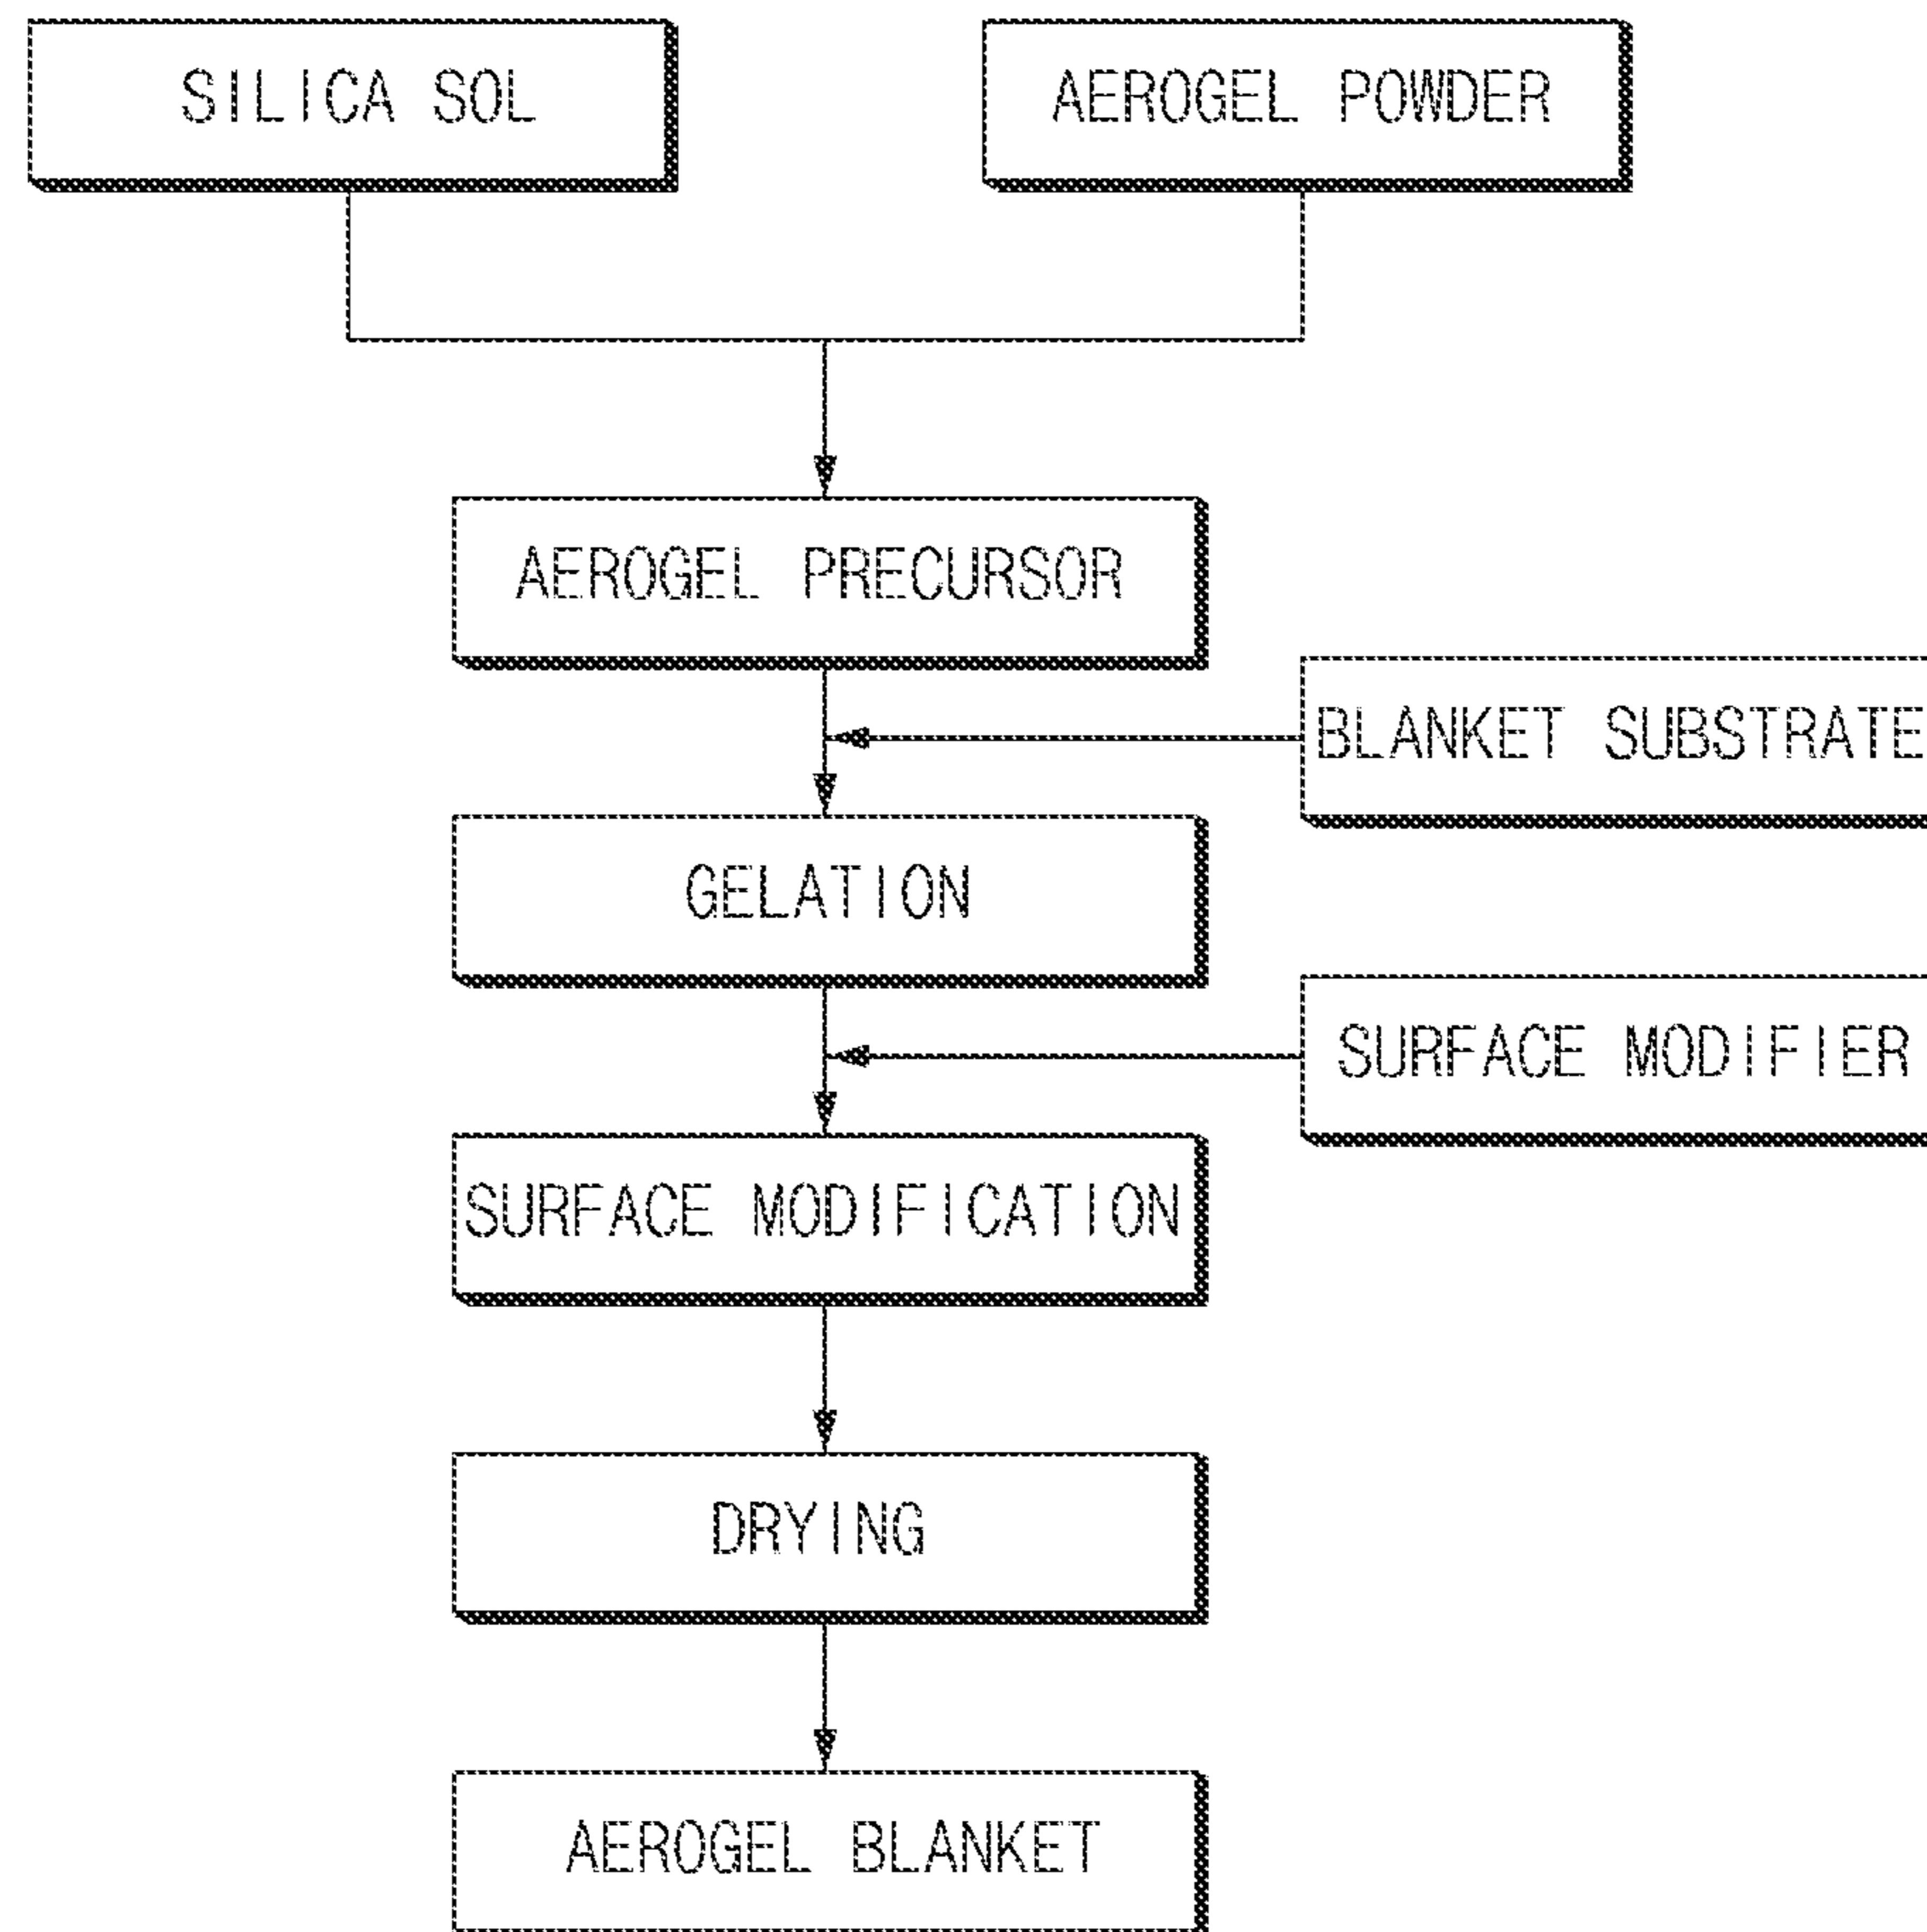 SILICA SOL
AEROGEL POWDER
AEROGEL PRECURSOR
BLANKET SUBSTRATE
GELATION
SURFACE MODIFIER
SURFACE MODIFICATION
DRYING
AEROGEL BLANKET